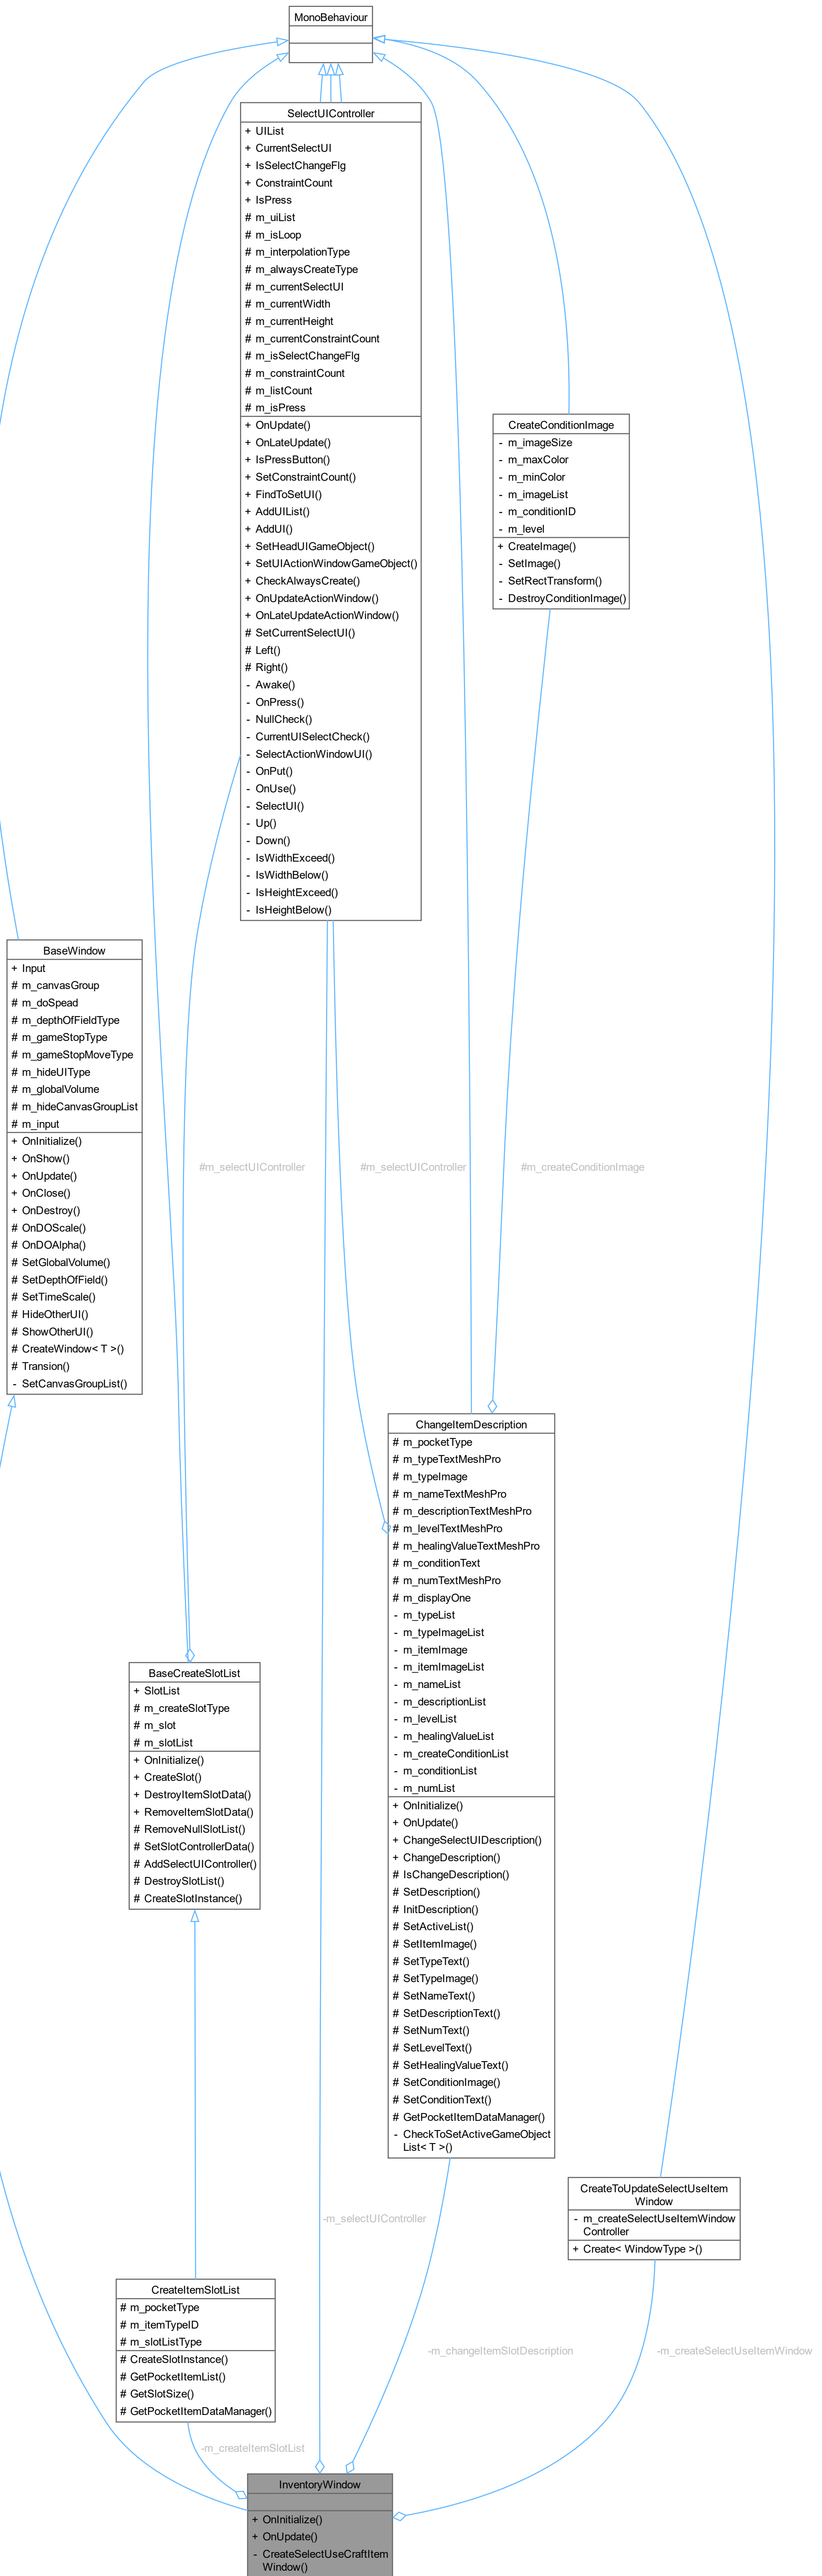 MonoBehaviour
SelectUIController
+ UIList
+ CurrentSelectUI
+ IsSelectChangeFlg
+ ConstraintCount
+ IsPress
# m_uiList
# m_isLoop
# m_interpolationType
# m_alwaysCreateType
# m_currentSelectUI
# m_currentWidth
# m_currentHeight
# m_currentConstraintCount
# m_isSelectChangeFlg
# m_constraintCount
# m_listCount
# m_isPress
+ OnUpdate()
+ OnLateUpdate()
+ IsPressButton()
+ SetConstraintCount()
+ FindToSetUI()
+ AddUIList()
+ AddUI()
+ SetHeadUIGameObject()
+ SetUIActionWindowGameObject()
+ CheckAlwaysCreate()
+ OnUpdateActionWindow()
+ OnLateUpdateActionWindow()
# SetCurrentSelectUI()
# Left()
# Right()
- Awake()
- OnPress()
- NullCheck()
- CurrentUISelectCheck()
- SelectActionWindowUI()
- OnPut()
- OnUse()
- SelectUI()
- Up()
- Down()
- IsWidthExceed()
- IsWidthBelow()
- IsHeightExceed()
- IsHeightBelow()
CreateConditionImage
- m_imageSize
- m_maxColor
- m_minColor
- m_imageList
- m_conditionID
- m_level
+ CreateImage()
- SetImage()
- SetRectTransform()
- DestroyConditionImage()
BaseWindow
+ Input
# m_canvasGroup
# m_doSpead
# m_depthOfFieldType
# m_gameStopType
# m_gameStopMoveType
# m_hideUIType
# m_globalVolume
# m_hideCanvasGroupList
# m_input
+ OnInitialize()
+ OnShow()
+ OnUpdate()
+ OnClose()
+ OnDestroy()
# OnDOScale()
# OnDOAlpha()
# SetGlobalVolume()
# SetDepthOfField()
# SetTimeScale()
# HideOtherUI()
# ShowOtherUI()
# CreateWindow< T >()
# Transion()
- SetCanvasGroupList()
#m_selectUIController
#m_selectUIController
#m_createConditionImage
ChangeItemDescription
# m_pocketType
# m_typeTextMeshPro
# m_typeImage
# m_nameTextMeshPro
# m_descriptionTextMeshPro
# m_levelTextMeshPro
# m_healingValueTextMeshPro
# m_conditionText
# m_numTextMeshPro
# m_displayOne
- m_typeList
- m_typeImageList
- m_itemImage
- m_itemImageList
- m_nameList
- m_descriptionList
- m_levelList
- m_healingValueList
- m_createConditionList
- m_conditionList
- m_numList
+ OnInitialize()
+ OnUpdate()
+ ChangeSelectUIDescription()
+ ChangeDescription()
# IsChangeDescription()
# SetDescription()
# InitDescription()
# SetActiveList()
# SetItemImage()
# SetTypeText()
# SetTypeImage()
# SetNameText()
# SetDescriptionText()
# SetNumText()
# SetLevelText()
# SetHealingValueText()
# SetConditionImage()
# SetConditionText()
# GetPocketItemDataManager()
- CheckToSetActiveGameObject
List< T >()
BaseCreateSlotList
+ SlotList
# m_createSlotType
# m_slot
# m_slotList
+ OnInitialize()
+ CreateSlot()
+ DestroyItemSlotData()
+ RemoveItemSlotData()
# RemoveNullSlotList()
# SetSlotControllerData()
# AddSelectUIController()
# DestroySlotList()
# CreateSlotInstance()
CreateToUpdateSelectUseItem
Window
- m_createSelectUseItemWindow
Controller
+ Create< WindowType >()
-m_selectUIController
CreateItemSlotList
# m_pocketType
# m_itemTypeID
# m_slotListType
# CreateSlotInstance()
# GetPocketItemList()
# GetSlotSize()
# GetPocketItemDataManager()
-m_changeItemSlotDescription
-m_createSelectUseItemWindow
-m_createItemSlotList
InventoryWindow
+ OnInitialize()
+ OnUpdate()
- CreateSelectUseCraftItem
Window()